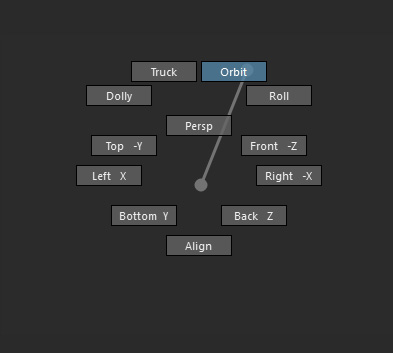 Truck Orbit
Dolly Roll
Persp
Top -Y Front -Z
Left X Right -X
Bottom Y Back Z
Align